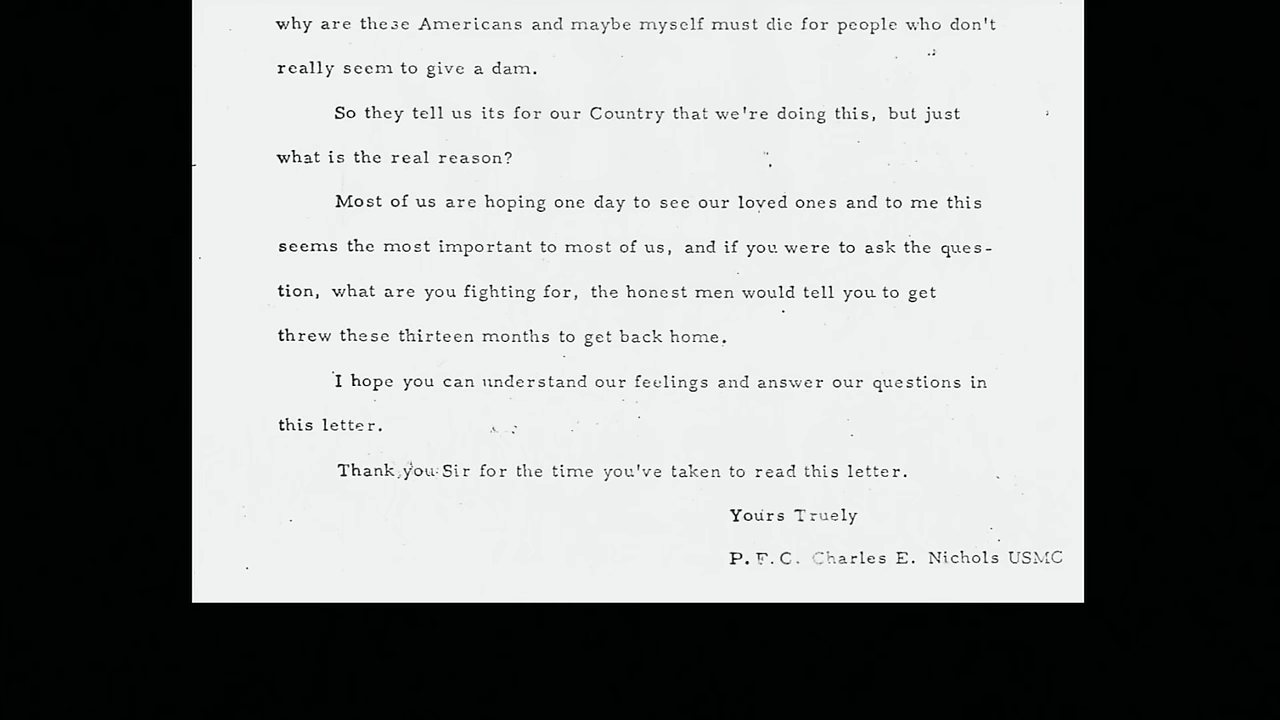 why are these Americans and maybe myself must die for people who don't
really seem to give a dam.
So they tell us its for our Country that we're doing this, but just
what is the real reason?
Most of us are hoping one day to see our loved ones and to me this
seems the most important to most of us, and if you were to ask the ques-
tion, what are you fighting for, the honest men would tell you to get
threw these thirteen months to get back home.
I hope you can understand our feelings and answer our questions in
this letter.
Thank you Sir for the time you've taken to read this letter.
Yours Truely
P. F. C. Charles E. Nichols USMC